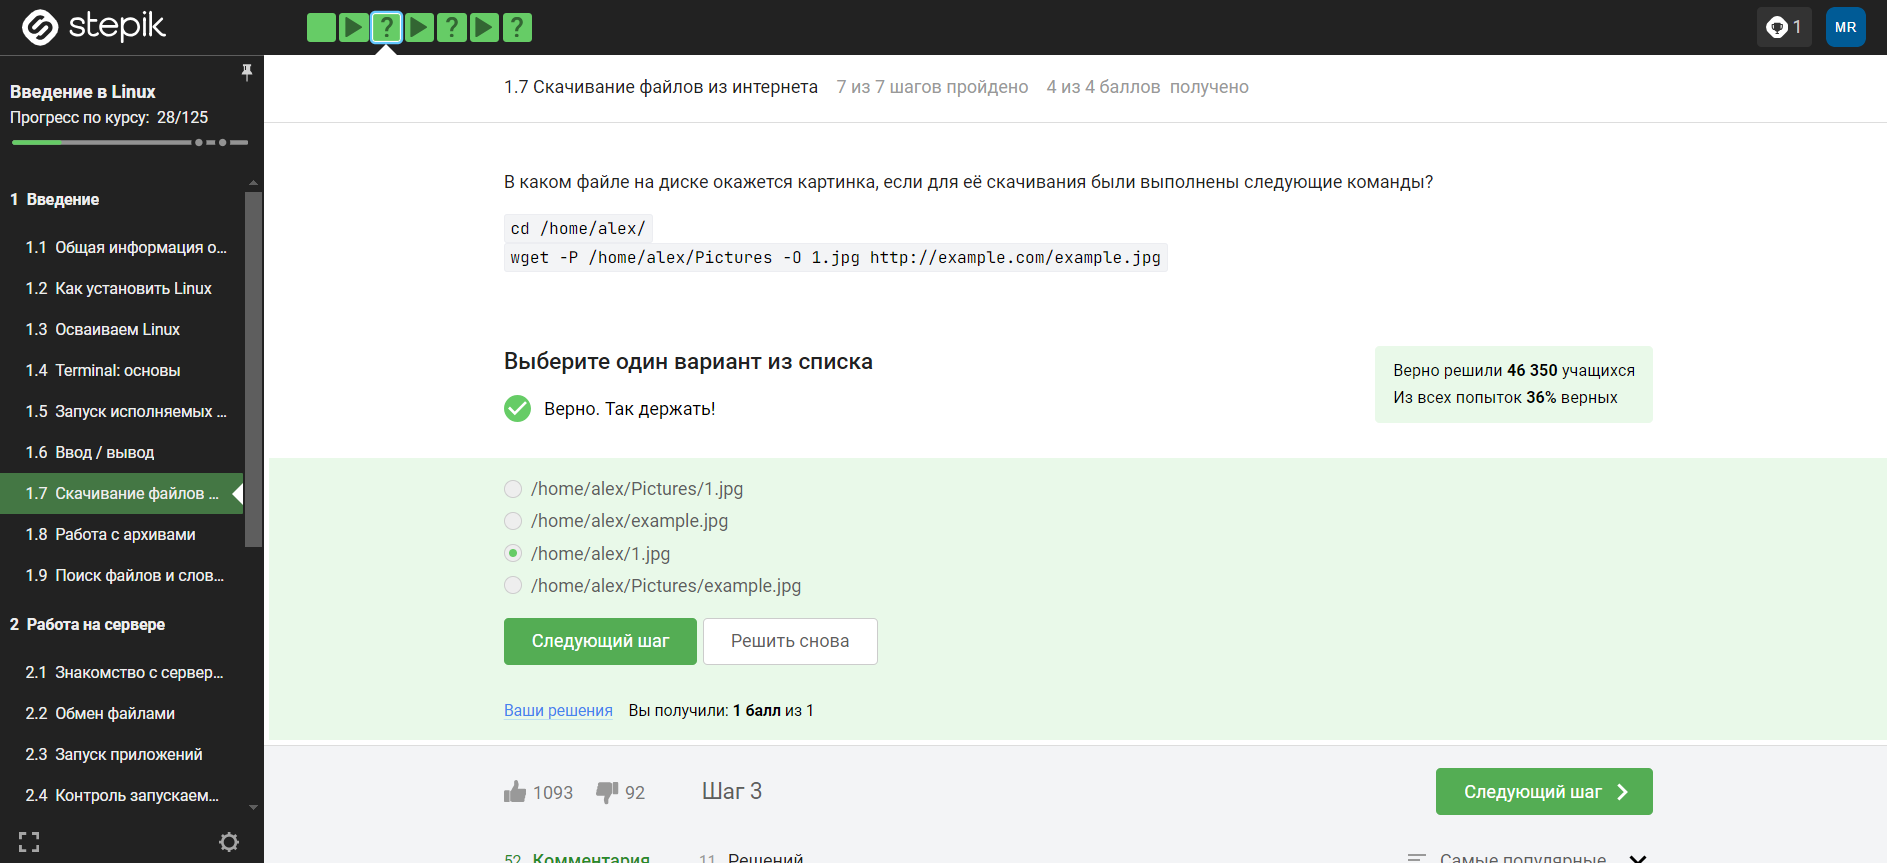 stepik
? ? ?
1
MR
Введение в Linux
Прогресс по курсу: 28/125
1 Введение
1.1 Общая информация о...
1.2 Как установить Linux
1.3 Осваиваем Linux
1.4 Terminal: основы
1.5 Запуск исполняемых ...
1.6 Ввод / вывод
1.7 Скачивание файлов ...
1.8 Работа с архивами
1.9 Поиск файлов и слов...
2 Работа на сервере
2.1 Знакомство с сервер...
2.2 Обмен файлами
2.3 Запуск приложений
2.4 Контроль запускаем...
1.7 Скачивание файлов из интернета 7 из 7 шагов пройдено 4 из 4 баллов получено
В каком файле на диске окажется картинка, если для её скачивания были выполнены следующие команды?
cd /home/alex/
wget -P /home/alex/Pictures -O 1.jpg http://example.com/example.jpg
Выберите один вариант из списка
Верно. Так держать!
Верно решили 46 350 учащихся
Из всех попыток 36% верных
/home/alex/Pictures/1.jpg
/home/alex/example.jpg
/home/alex/1.jpg
/home/alex/Pictures/example.jpg
Следующий шаг Решить снова
Ваши решения Вы получили: 1 балл из 1
1093 92 Шаг 3 Следующий шаг
52 Комментария 11 Решений Самые популярные